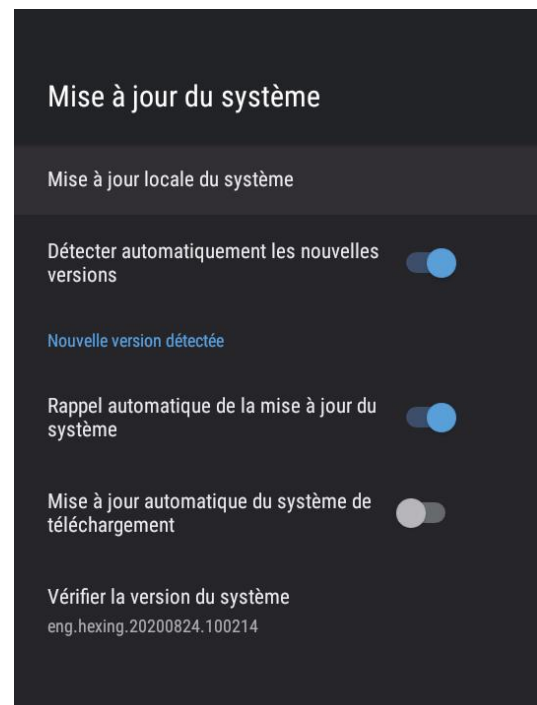 Mise à jour du système
Mise à jour locale du système
Détecter automatiquement les nouvelles
versions
Nouvelle version détectée
Rappel automatique de la mise à jour du
système
Mise à jour automatique du système de
téléchargement
Vérifier la version du système
eng.hexing.20200824.100214